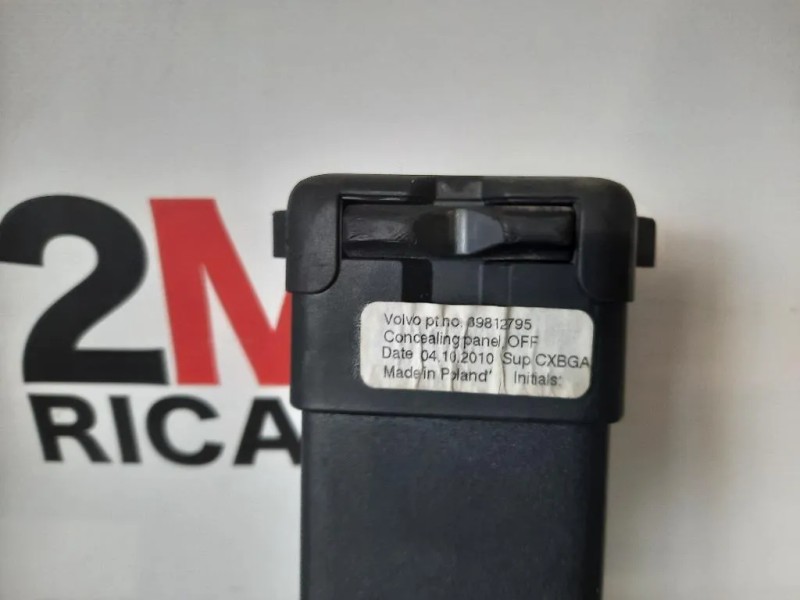 2M
RICA
Volvo pt.no. 39812795
Concealing panel, OFF
Date 04.10.2010 Sup CXBGA
Made in Poland Initials: